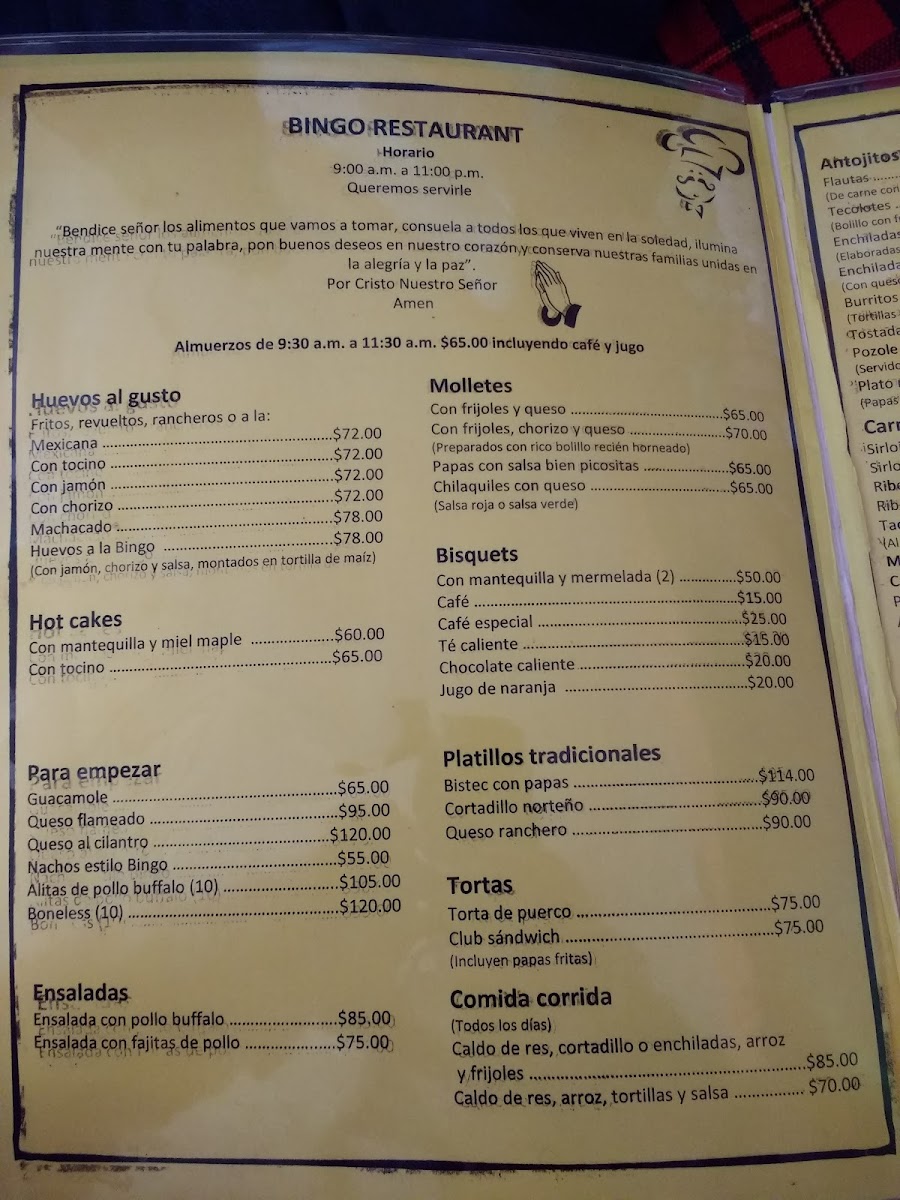 BINGO RESTAURANT
Horario
9:00 a.m. a 11:00 p.m.
Queremos servirle
"Bendice señor los alimentos que vamos a tomar, consuela a todos los que viven en la soledad, ilumina
nuestra mente con tu palabra, pon buenos deseos en nuestro corazón y conserva nuestras familias unidas en
la alegría y la paz".
Por Cristo Nuestro Señor
Amen
Almuerzos de 9:30 a.m. a 11:30 a.m. $65.00 incluyendo café y jugo
Huevos al gusto
Fritos, revueltos, rancheros o a la:
Mexicana ........ $72.00
Con tocino ........ $72.00
Con jamón ........ $72.00
Con chorizo ........ $72.00
Machacado ........ $78.00
Huevos a la Bingo ........ $78.00
(Con jamón, chorizo y salsa, montados en tortilla de maíz)
Hot cakes
Con mantequilla y miel maple ........ $60.00
Con tocino ........ $65.00
Para empezar
Guacamole ........ $65.00
Queso flameado ........ $95.00
Queso al cilantro ........ $120.00
Nachos estilo Bingo ........ $55.00
Alitas de pollo buffalo (10) ........ $105.00
Boneless (10) ........ $120.00
Ensaladas
Ensalada con pollo buffalo ........ $85.00
Ensalada con fajitas de pollo ........ $75.00
Molletes
Con frijoles y queso ........ $65.00
Con frijoles, chorizo y queso ........ $70.00
(Preparados con rico bolillo recién horneado)
Papas con salsa bien picositas ........ $65.00
Chilaquiles con queso ........ $65.00
(Salsa roja o salsa verde)
Bisquets
Con mantequilla y mermelada (2) ........ $50.00
Café ........ $15.00
Café especial ........ $25.00
Té caliente ........ $15.00
Chocolate caliente ........ $20.00
Jugo de naranja ........ $20.00
Platillos tradicionales
Bistec con papas ........ $114.00
Cortadillo norteño ........ $90.00
Queso ranchero ........ $90.00
Tortas
Torta de puerco ........ $75.00
Club sándwich ........ $75.00
(Incluyen papas fritas)
Comida corrida
(Todos los días)
Caldo de res, cortadillo o enchiladas, arroz
y frijoles ........ $85.00
Caldo de res, arroz, tortillas y salsa ........ $70.00
Antojitos
Flautas
(De carne con
Tecolotes
(Bolillo con
Enchiladas
(Elaboradas
Enchilada
(Con queso
Burritos
(Tortillas
Tostada
Pozole
(Servido
Plato
(Papas